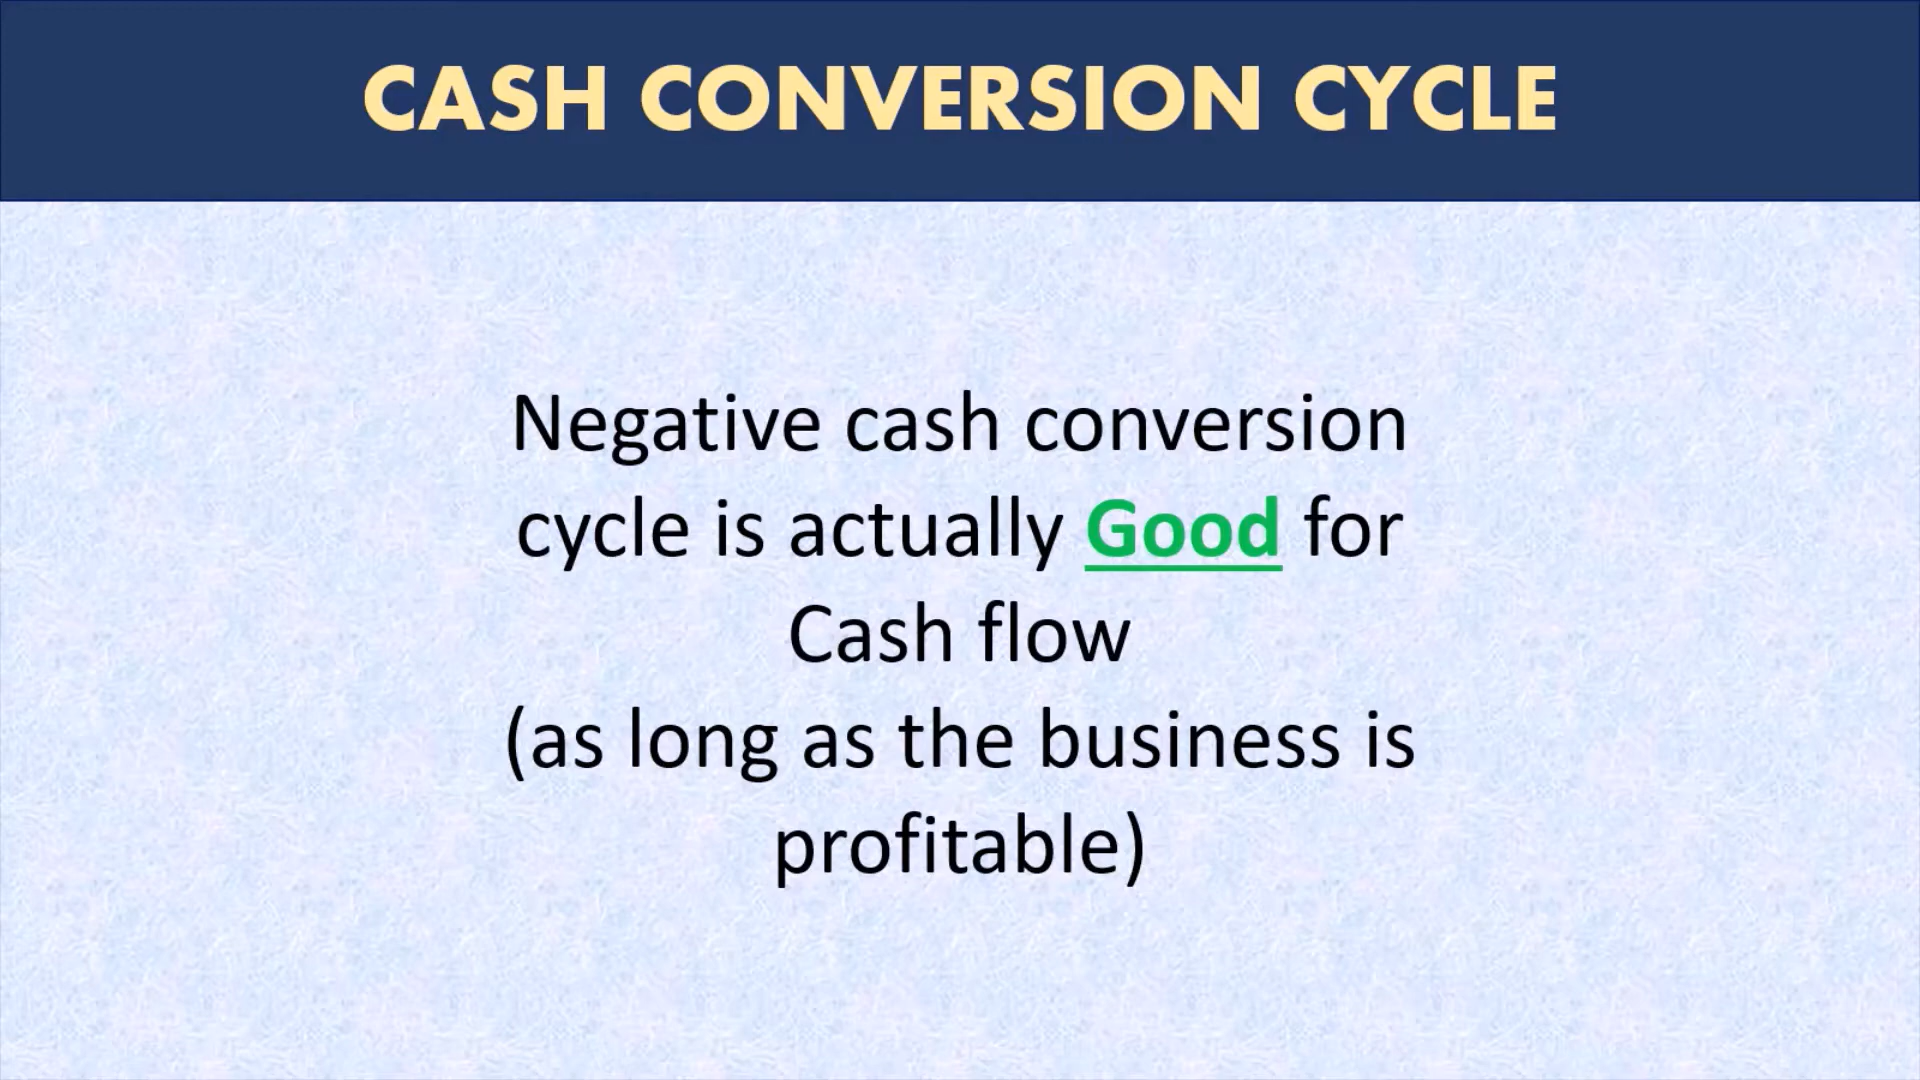 CASH CONVERSION CYCLE
Negative cash conversion
cycle is actually Good for
Cash flow
(as long as the business is
profitable)